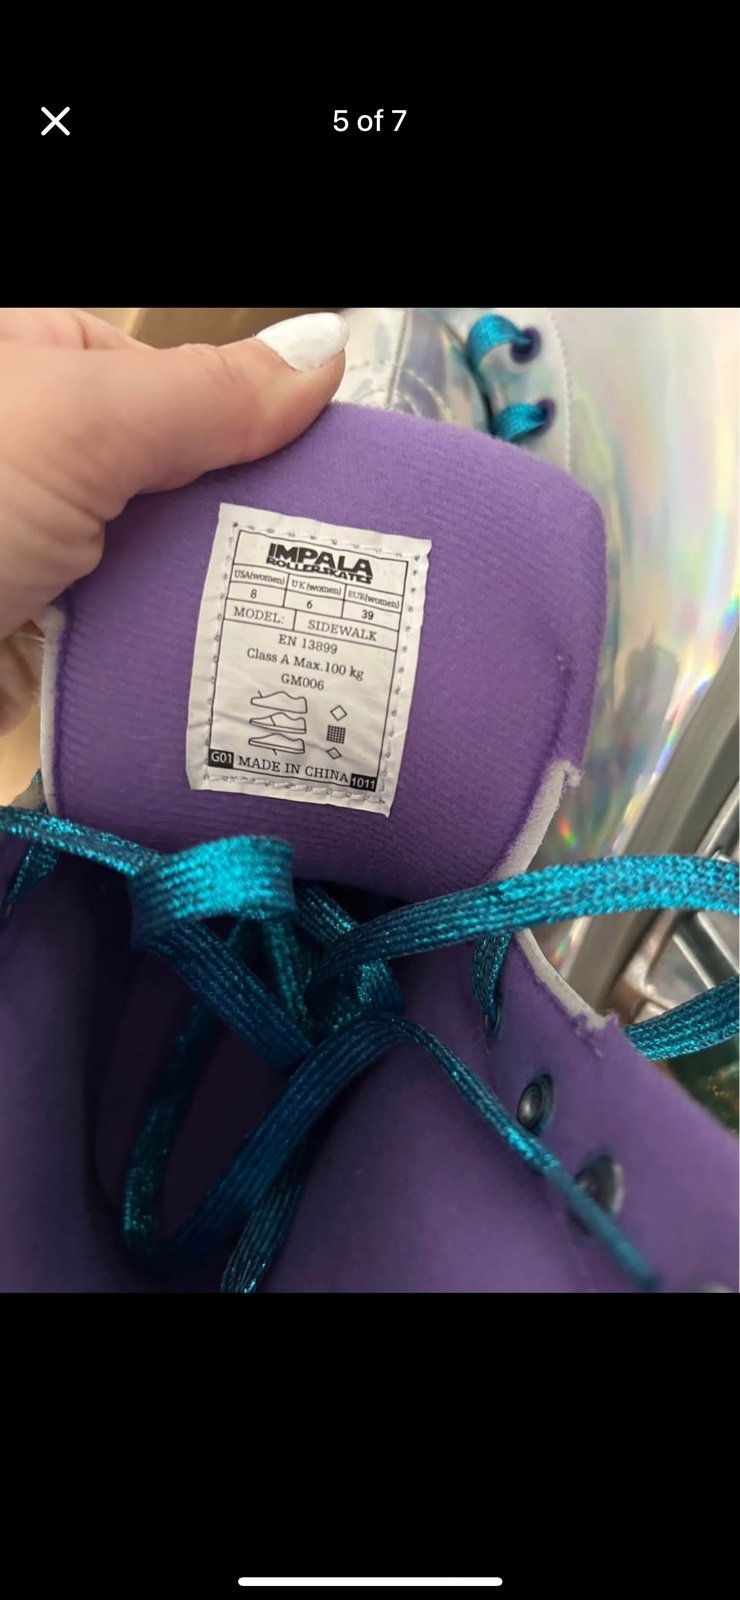 5 of 7
IMPALA
ROLLERSKATES
USA(women) UK(women) EUR(women)
8 6 39
MODEL: SIDEWALK
EN 13899
Class A Max.100 kg
GM006
G01 MADE IN CHINA 1011